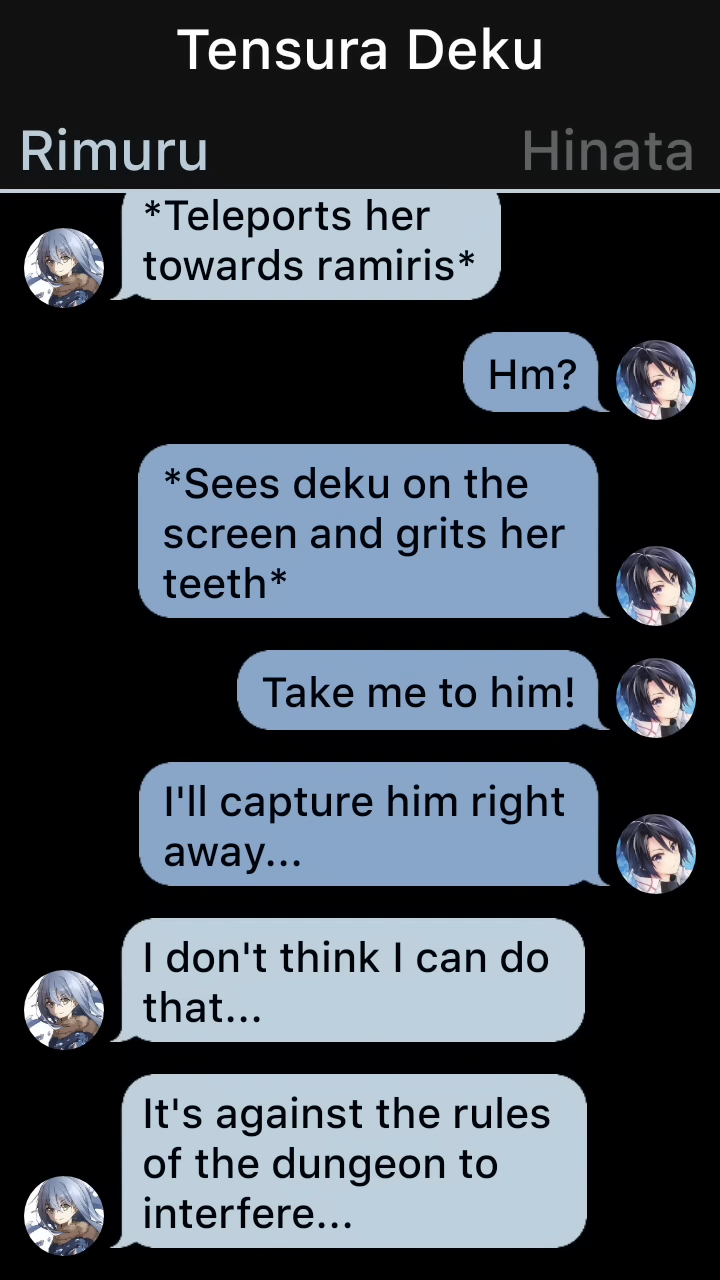 Tensura Deku
Rimuru
Hinata
*Teleports her
towards ramiris*
Hm?
*Sees deku on the
screen and grits her
teeth*
Take me to him!
I'll capture him right
away...
I don't think I can do
that...
It's against the rules
of the dungeon to
interfere...